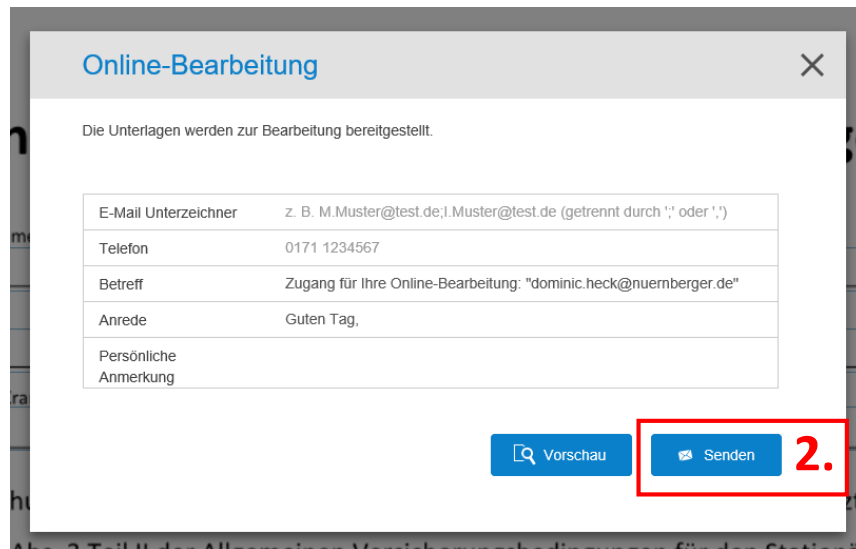 Online-Bearbeitung
Die Unterlagen werden zur Bearbeitung bereitgestellt.
E-Mail Unterzeichner z. B. M.Muster@test.de;I.Muster@test.de (getrennt durch ';' oder ',')
Telefon 0171 1234567
Betreff Zugang für Ihre Online-Bearbeitung: "dominic.heck@nuernberger.de"
Anrede Guten Tag,
Persönliche
Anmerkung
Vorschau
Senden
2.